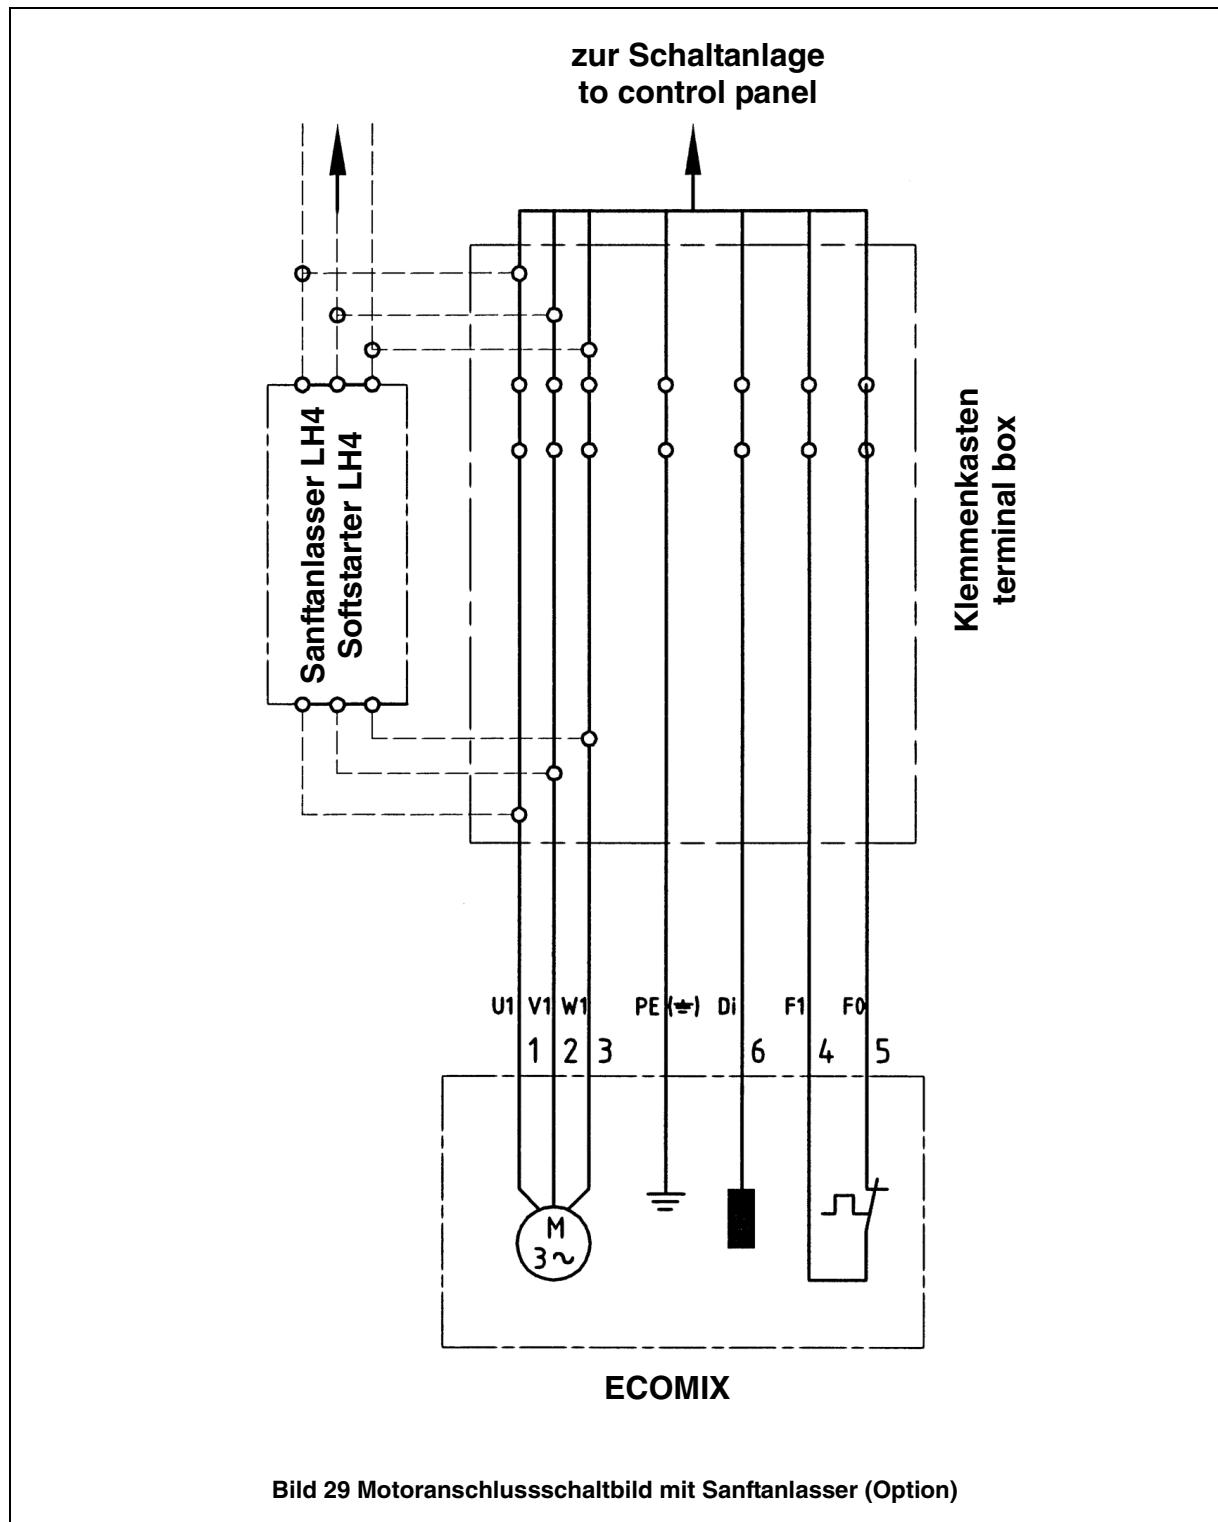 zur Schaltanlage
to control panel
Sanftanlasser LH4
Softstarter LH4
Klemmenkasten
terminal box
U1 V1 W1 PE (⏚) Di F1 F0
1 2 3 6 4 5
M
3~
ECOMIX
Bild 29 Motoranschlussschaltbild mit Sanftanlasser (Option)